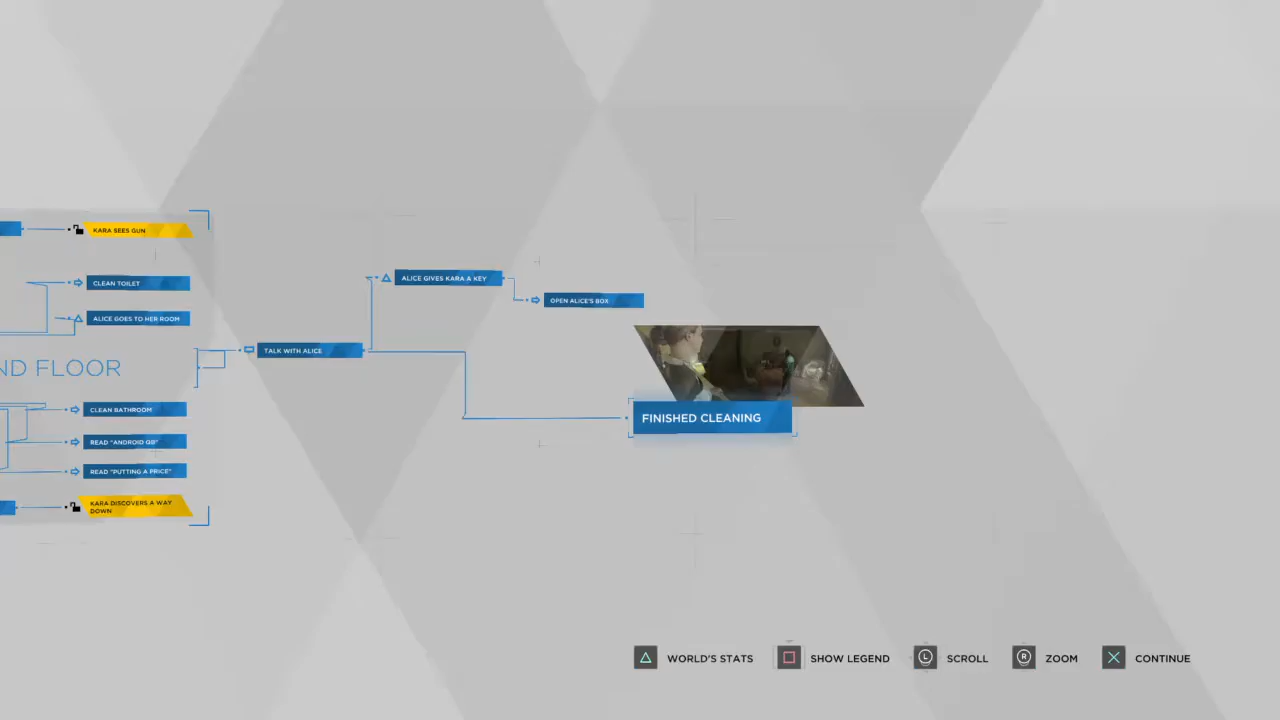 KARA SEES GUN
CLEAN TOILET
ALICE GOES TO HER ROOM
ND FLOOR
CLEAN BATHROOM
READ "ANDROID GB"
READ "PUTTING A PRICE"
KARA DISCOVERS A WAY
DOWN
TALK WITH ALICE
ALICE GIVES KARA A KEY
OPEN ALICE'S BOX
FINISHED CLEANING
WORLD'S STATS
SHOW LEGEND
L
SCROLL
R
ZOOM
CONTINUE